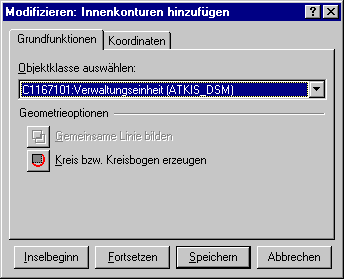 Modifizieren: Innenkonturen hinzufügen
Grundfunktionen
Koordinaten
Objektklasse auswählen:
C1167101:Verwaltungseinheit (ATKIS_DSM)
Geometrieoptionen
Gemeinsame Linie bilden
Kreis bzw. Kreisbogen erzeugen
Inselbeginn
Fortsetzen
Speichern
Abbrechen